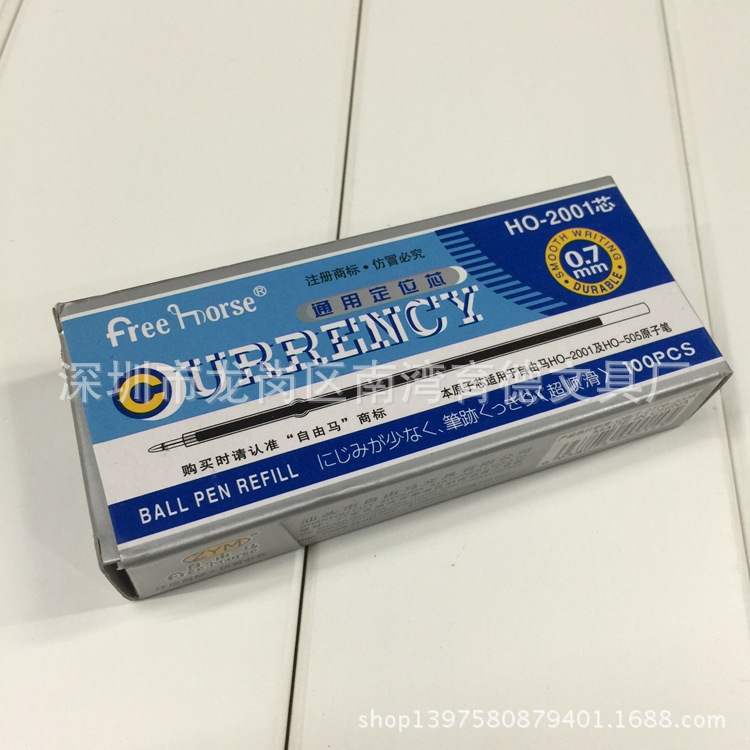 HO-2001芯
SMOOTH WRITING
0.7
mm
DURABLE
注册商标·仿冒必究
free horse®
通用定位芯
CURRENCY
深圳市龙岗区南湾育德文具厂
本原子芯适用于自由马HO-2001及HO-505原子笔
100PCS
购买时请认准“自由马”商标
BALL PEN REFILL
にじみが少なく、筆跡くっきり〈超順滑〉
ZYM
shop1397580879401.1688.com